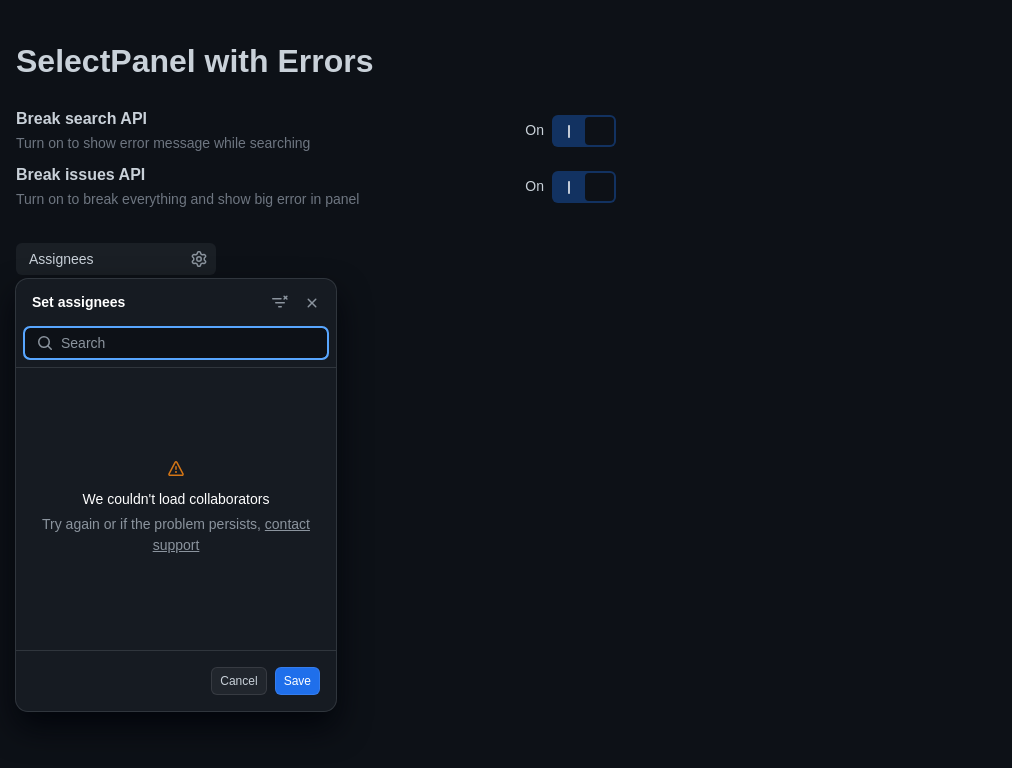 SelectPanel with Errors
Break search API
Turn on to show error message while searching
On
Break issues API
Turn on to break everything and show big error in panel
On
Assignees
Set assignees
Search
We couldn't load collaborators
Try again or if the problem persists, contact
support
Cancel
Save